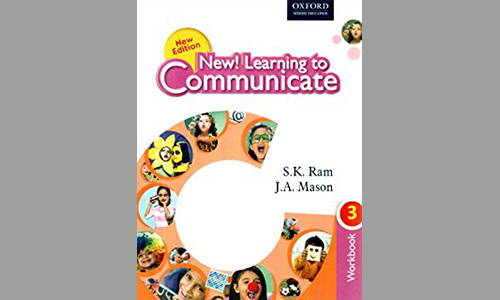 OXFORD
New
Edition
New! Learning to
Communicate
@
S.K. Ram
J.A. Mason
3
Workbook